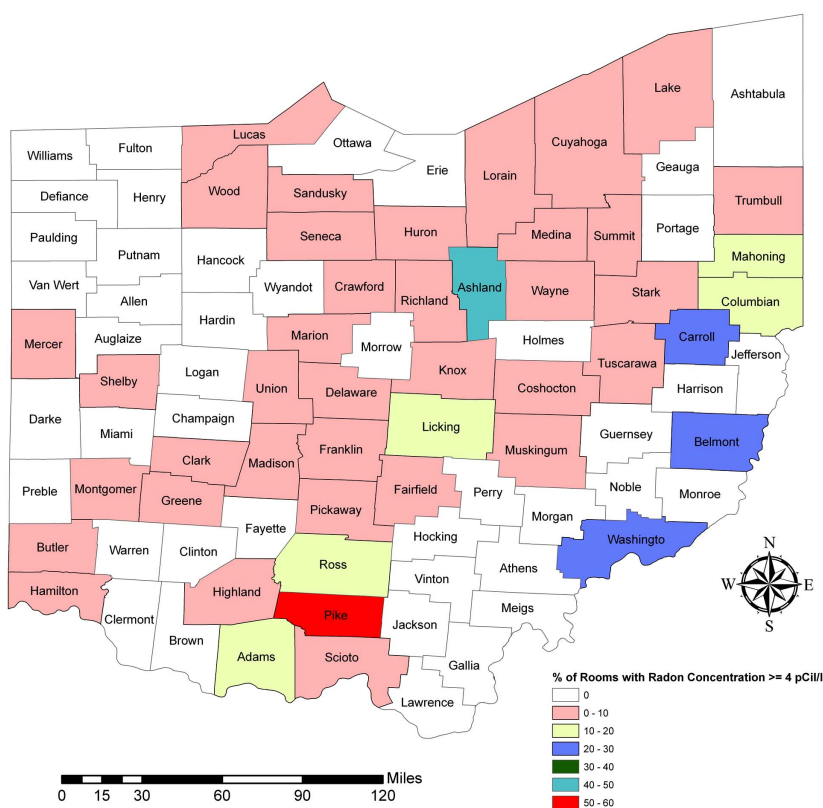 Lake
Ashtabula
Lucas
Ottawa
Cuyahoga
Fulton
Williams
Geauga
Erie
Lorain
Wood
Sandusky
Defiance
Henry
Trumbull
Portage
Huron
Medina
Summit
Seneca
Paulding
Putnam
Hancock
Mahoning
Van Wert
Wyandot
Crawford
Ashland
Wayne
Stark
Columbian
Allen
Richland
Hardin
Marion
Carroll
Mercer
Auglaize
Morrow
Holmes
Jefferson
Tuscarawa
Knox
Logan
Shelby
Union
Delaware
Coshocton
Harrison
Darke
Champaign
Licking
Miami
Guernsey
Belmont
Franklin
Muskingum
Clark
Madison
Preble
Montgomer
Greene
Fairfield
Perry
Noble
Monroe
Pickaway
Morgan
Fayette
Hocking
Washingto
Butler
Warren
Clinton
Ross
Athens
Vinton
Hamilton
Highland
Meigs
Pike
Clermont
Jackson
Brown
Adams
Scioto
Gallia
Lawrence
N
W
E
S
% of Rooms with Radon Concentration >= 4 pCil/l
0
0 - 10
10 - 20
20 - 30
30 - 40
40 - 50
50 - 60
Miles
0 15 30 60 90 120